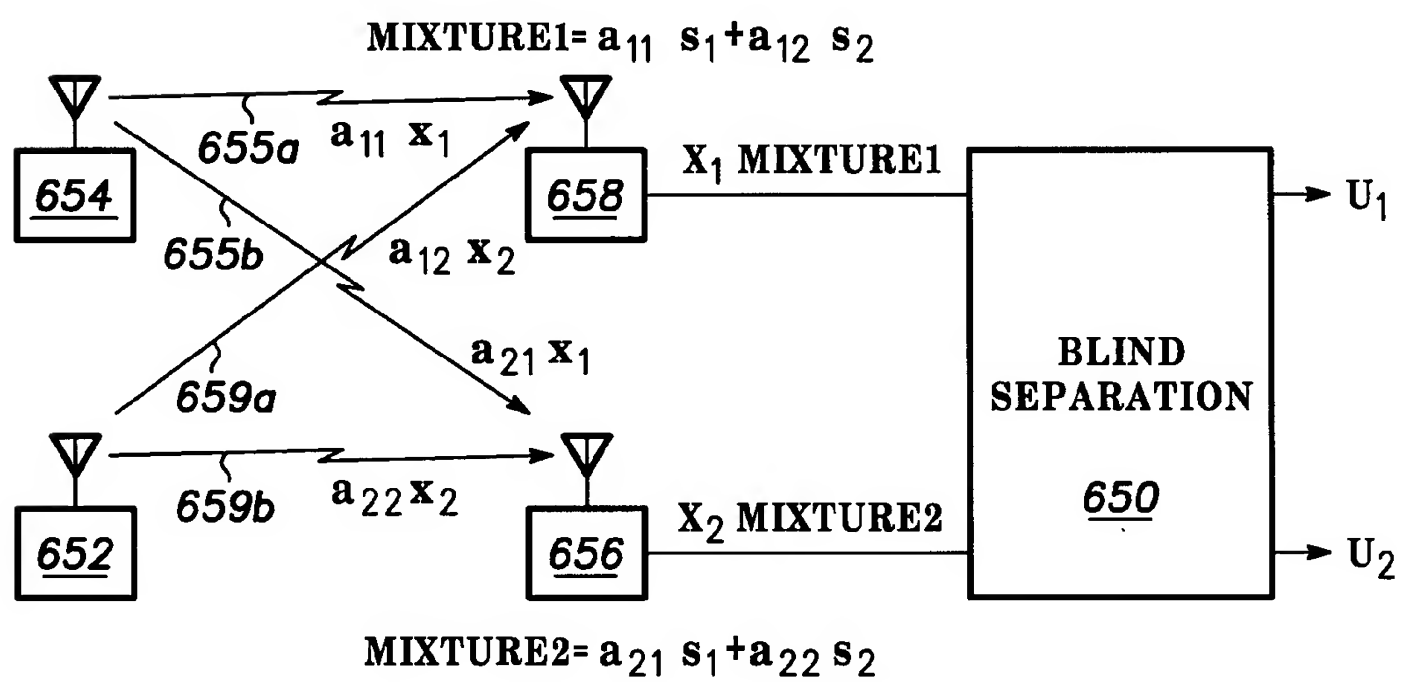 MIXTURE1= a11 s1+a12 s2
655a
a11 x1
654
658
X1 MIXTURE1
U1
655b
a12 x2
a21 x1
659a
BLIND
SEPARATION
650
659b
a22 x2
652
656
X2 MIXTURE2
U2
MIXTURE2= a21 s1+a22 s2